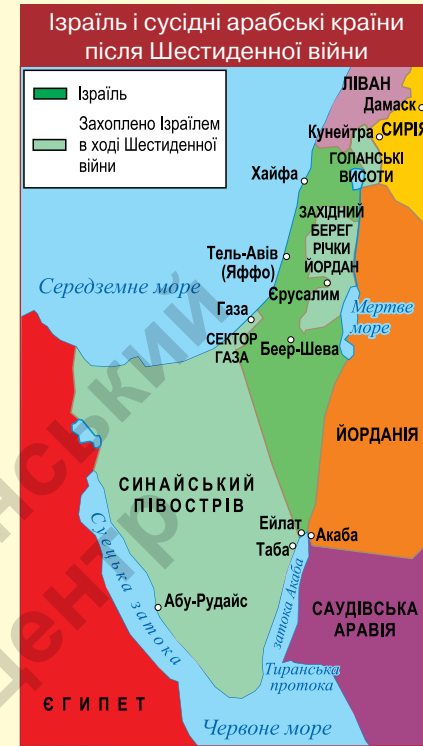 Ізраїль і сусідні арабські країни
після Шестиденної війни
Ізраїль
Захоплено Ізраїлем
в ході Шестиденної
війни
ЛІВАН
Дамаск
Кунейтра
СИРІЯ
ГОЛАНСЬКІ
ВИСОТИ
Хайфа
ЗАХІДНИЙ
БЕРЕГ
РІЧКИ
ЙОРДАН
Тель-Авів
(Яффо)
Середземне море
Єрусалим
Газа
Мертве
море
СЕКТОР
ГАЗА
Беер-Шева
ЙОРДАНІЯ
СИНАЙСЬКИЙ
ПІВОСТРІВ
Ейлат
Акаба
Таба
Суецька затока
затока Акаба
Абу-Рудайс
САУДІВСЬКА
АРАВІЯ
Тиранська
протока
ЄГИПЕТ
Червоне море
центр